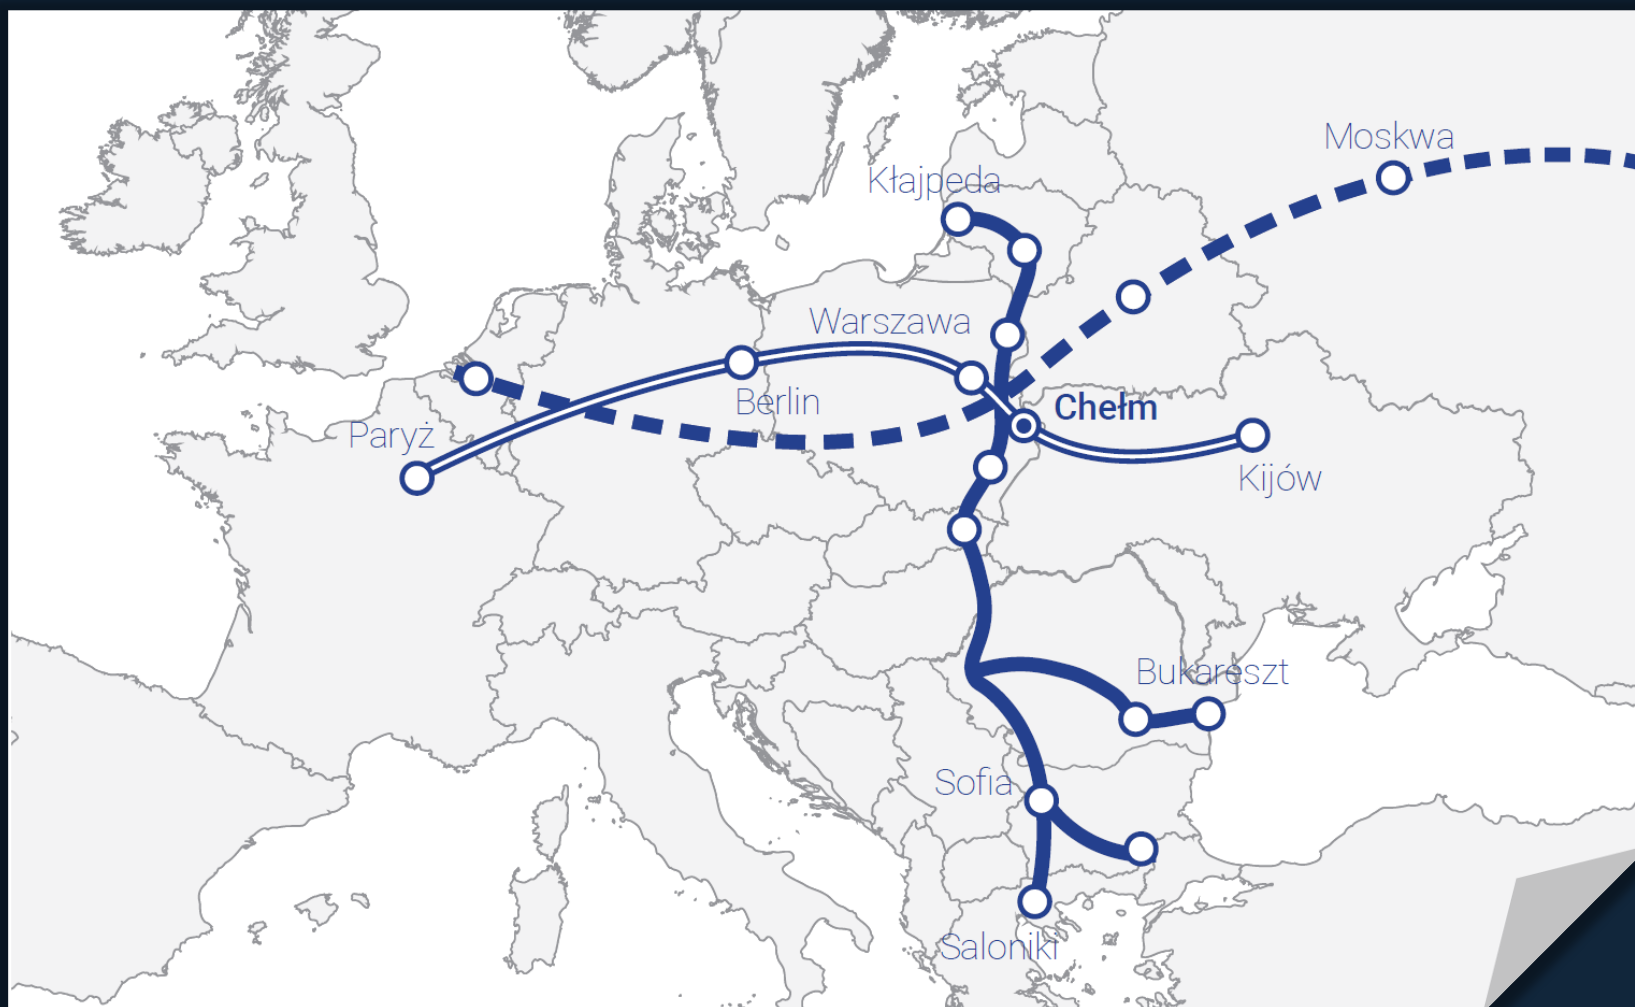 Moskwa
Kłajpeda
Warszawa
Berlin
Chełm
Paryż
Kijów
Bukareszt
Sofia
Saloniki